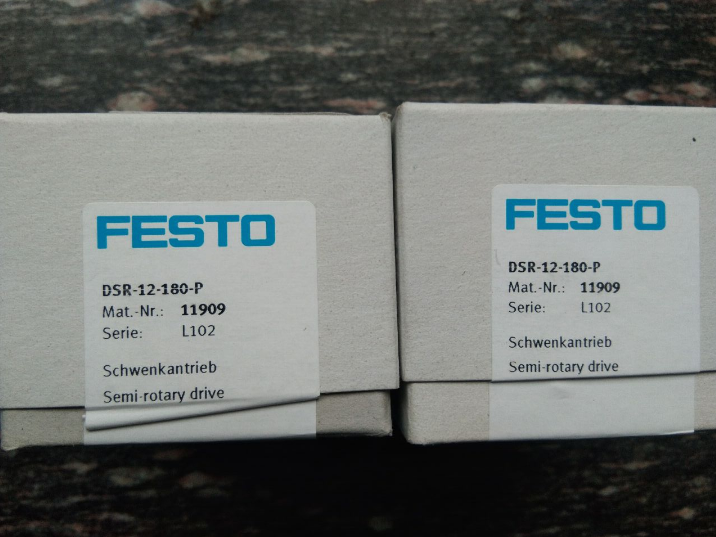 FESTO
DSR-12-180-P
Mat.-Nr.: 11909
Serie: L102
Schwenkantrieb
Semi-rotary drive
FESTO
DSR-12-180-P
Mat.-Nr.: 11909
Serie: L102
Schwenkantrieb
Semi-rotary drive